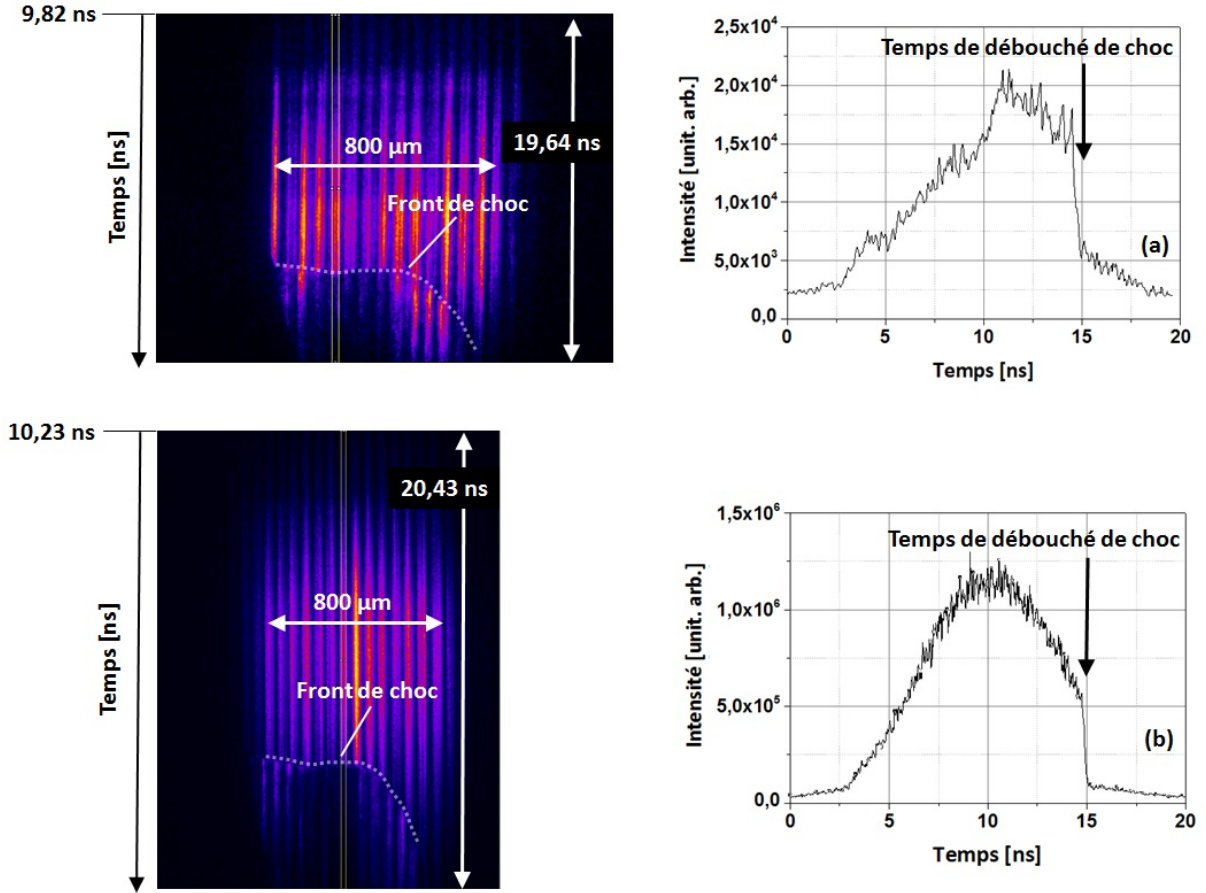 9,82 ns
Temps [ns]
800 µm
19,64 ns
Front de choc
2,5x10⁴
2,0x10⁴
1,5x10⁴
1,0x10⁴
5,0x10³
0,0
Intensité [unit. arb.]
Temps de débouché de choc
(a)
0 5 10 15 20
Temps [ns]
10,23 ns
Temps [ns]
20,43 ns
800 µm
Front de choc
1,5x10⁶
1,0x10⁶
5,0x10⁵
0,0
Intensité [unit. arb.]
Temps de débouché de choc
(b)
0 5 10 15 20
Temps [ns]